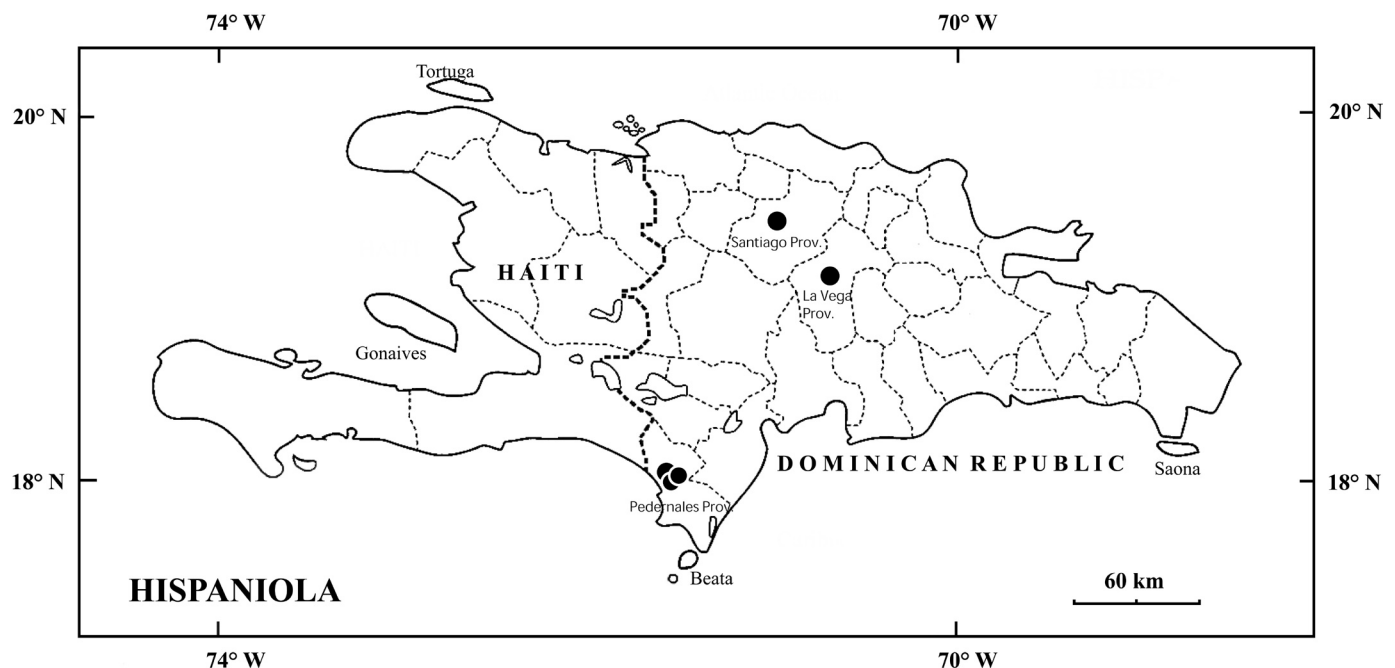 74° W
70° W
Tortuga
20° N
20° N
Santiago Prov.
HAITI
La Vega
Prov.
Gonaives
DOMINICAN REPUBLIC
Saona
18° N
18° N
Pedernales Prov.
Beata
60 km
HISPANIOLA
74° W
70° W